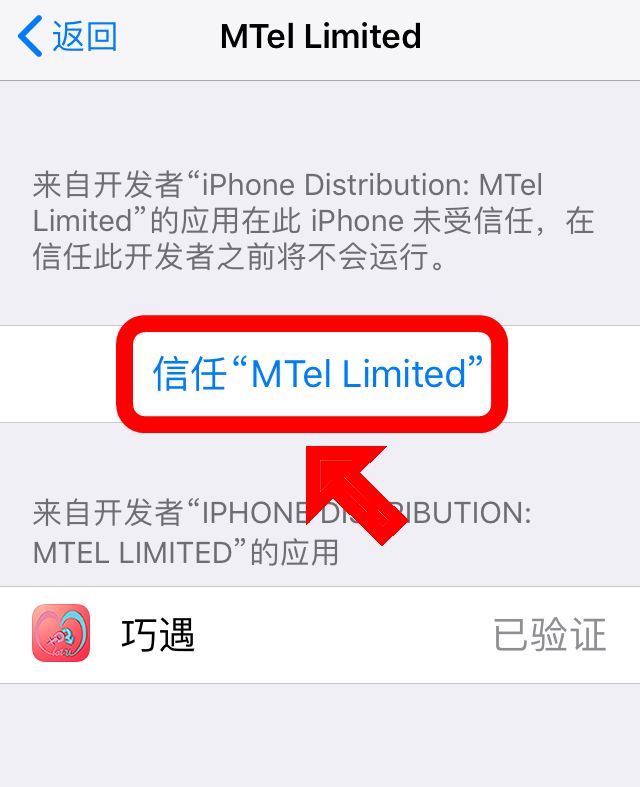 返回
MTel Limited
来自开发者“iPhone Distribution: MTel
Limited”的应用在此 iPhone 未受信任，在
信任此开发者之前将不会运行。
信任“MTel Limited”
来自开发者“IPHONE DISTRIBUTION:
MTEL LIMITED”的应用
巧遇
已验证